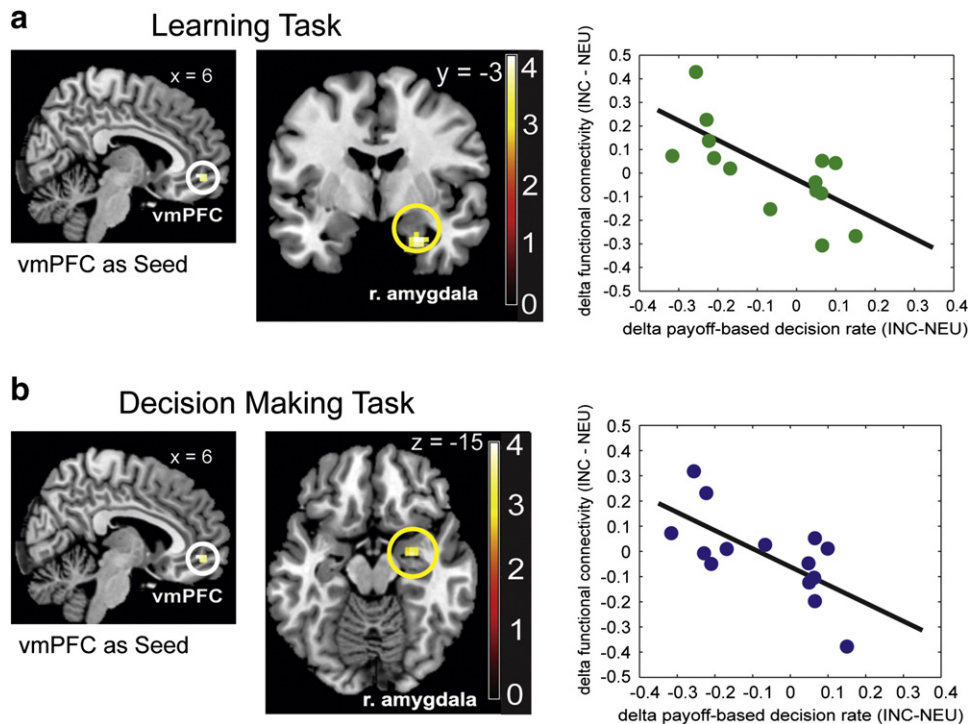 a
Learning Task
x = 6
vmPFC
vmPFC as Seed
y = -3
r. amygdala
4
3
2
1
0
delta functional connectivity (INC - NEU)
0.5
0.4
0.3
0.2
0.1
0
-0.1
-0.2
-0.3
-0.4
-0.5
-0.4 -0.3 -0.2 -0.1 0 0.1 0.2 0.3 0.4
delta payoff-based decision rate (INC-NEU)
b
Decision Making Task
x = 6
vmPFC
vmPFC as Seed
z = -15
r. amygdala
4
3
2
1
0
delta functional connectivity (INC - NEU)
0.5
0.4
0.3
0.2
0.1
0
-0.1
-0.2
-0.3
-0.4
-0.5
-0.4 -0.3 -0.2 -0.1 0 0.1 0.2 0.3 0.4
delta payoff-based decision rate (INC-NEU)